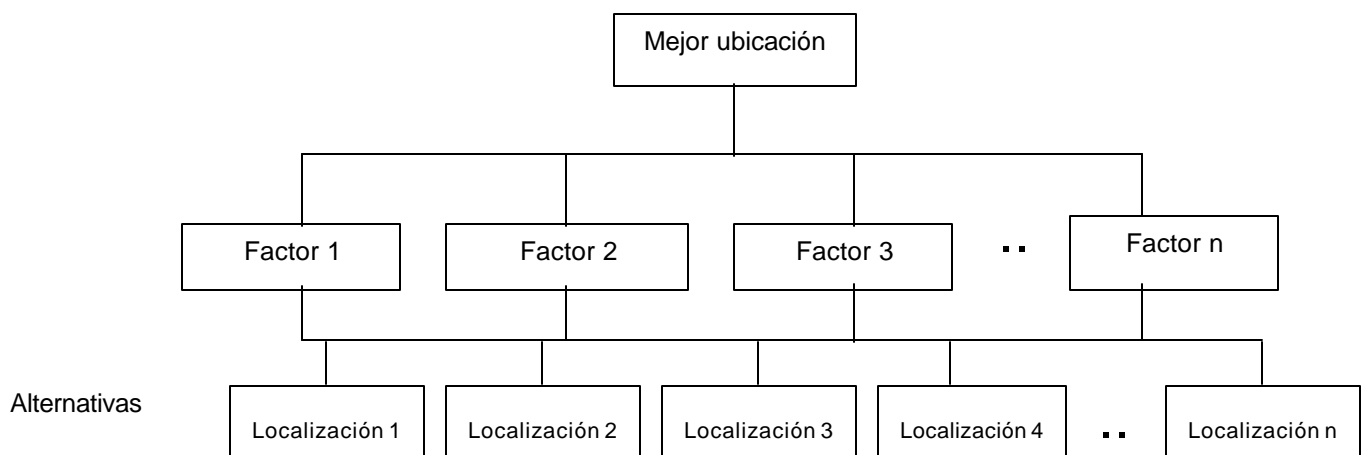 Mejor ubicación
Factor 1
Factor 2
Factor 3
..
Factor n
Alternativas
Localización 1
Localización 2
Localización 3
Localización 4
..
Localización n